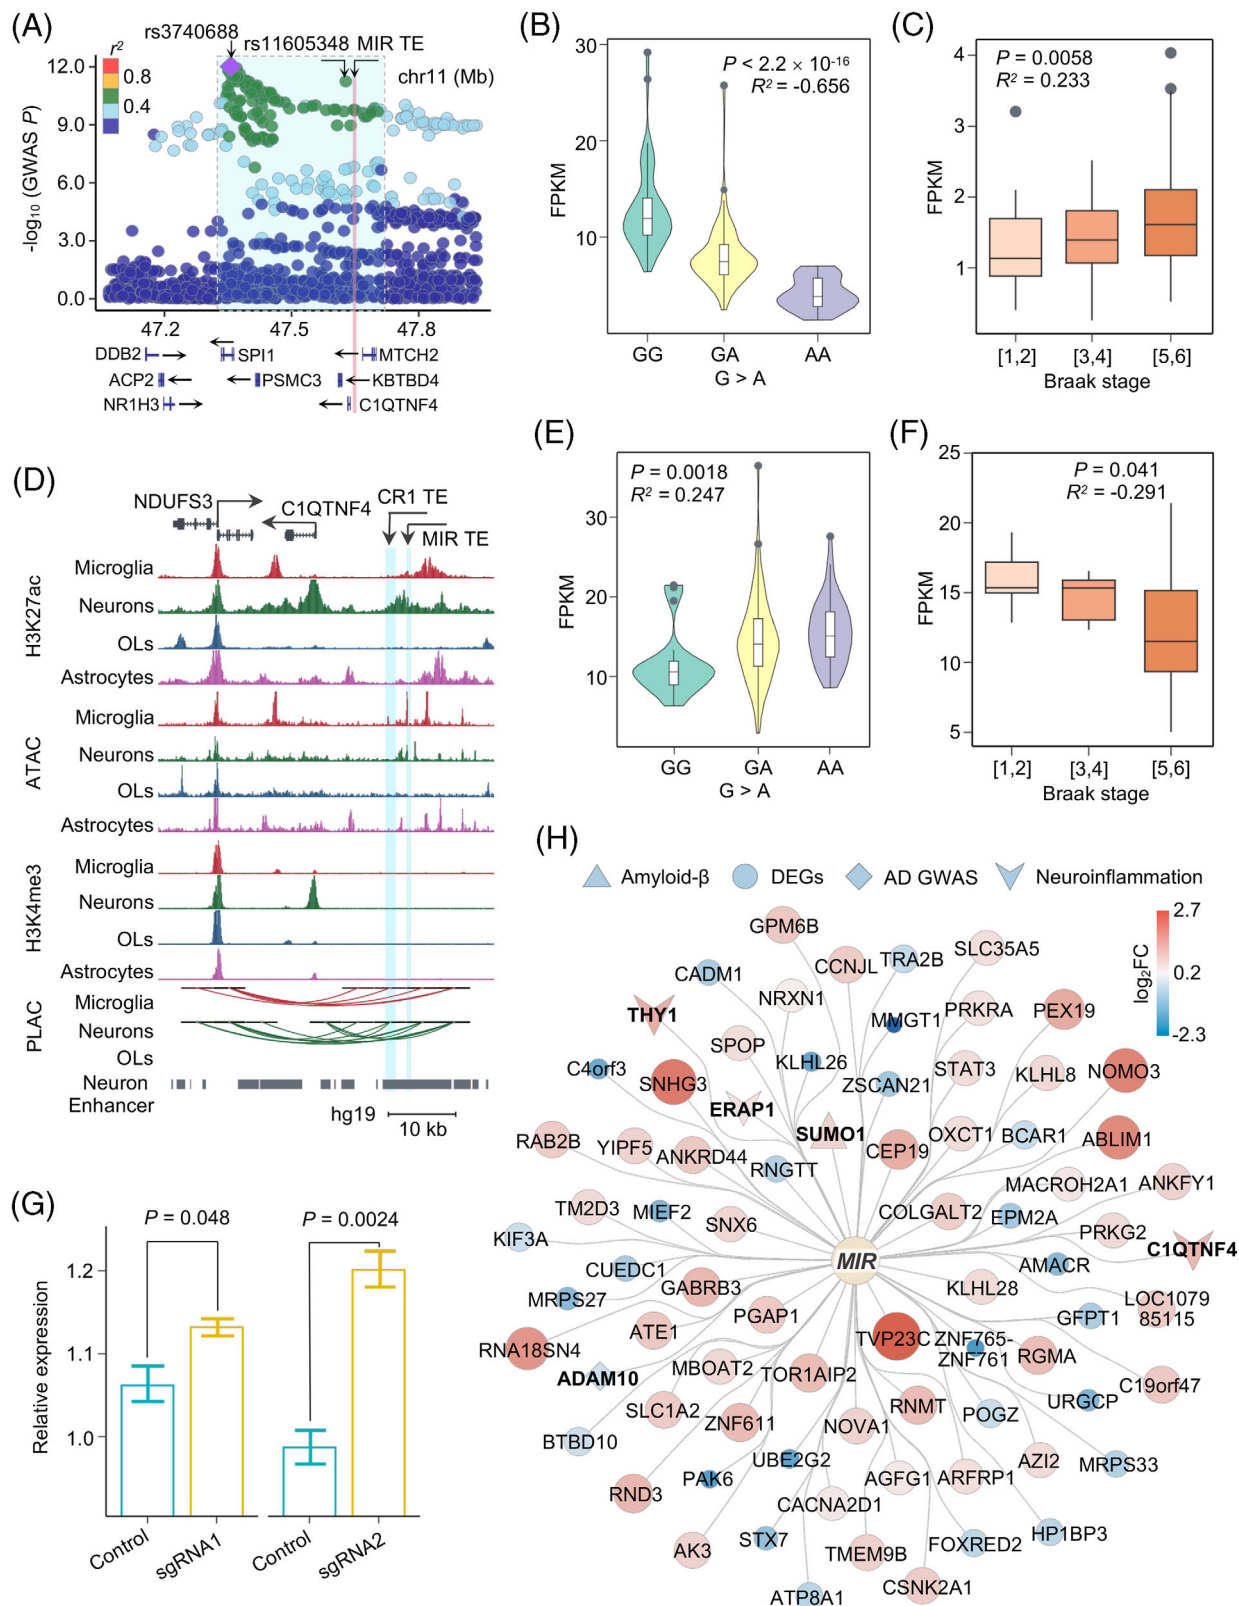 (A)
rs3740688
rs11605348 MIR TE
r²
0.8
0.4
chr11 (Mb)
-log₁₀ (GWAS P)
12.0
9.0
6.0
3.0
0.0
47.2 47.5 47.8
DDB2 SPI1 MTCH2
ACP2 PSMC3 KBTBD4
NR1H3 C1QTNF4
(B)
P < 2.2 × 10⁻¹⁶
R² = -0.656
FPKM
30
20
10
GG GA AA
G > A
(C)
P = 0.0058
R² = 0.233
FPKM
4
3
2
1
[1,2] [3,4] [5,6]
Braak stage
(D)
NDUFS3
C1QTNF4
CR1 TE
MIR TE
H3K27ac
Microglia
Neurons
OLs
Astrocytes
ATAC
Microglia
Neurons
OLs
Astrocytes
H3K4me3
Microglia
Neurons
OLs
Astrocytes
PLAC
Microglia
Neurons
OLs
Neuron
Enhancer
hg19
10 kb
(E)
P = 0.0018
R² = 0.247
FPKM
30
20
10
GG GA AA
G > A
(F)
P = 0.041
R² = -0.291
FPKM
25
20
15
10
5
[1,2] [3,4] [5,6]
Braak stage
(G)
P = 0.048
P = 0.0024
Relative expression
1.2
1.1
1.0
Control
sgRNA1
Control
sgRNA2
(H)
Amyloid-β DEGs AD GWAS Neuroinflammation
log₂FC
2.7
0.2
-2.3
GPM6B
SLC35A5
CADM1
CCNJL
TRA2B
NRXN1
THY1
MMGT1
PRKRA
PEX19
SPOP
C4orf3
KLHL26
SNHG3
ZSCAN21
STAT3
KLHL8
NOMO3
ERAP1
SUMO1
OXCT1
BCAR1
ABLIM1
RAB2B
YIPF5
ANKRD44
RNGTT
CEP19
MACROH2A1
ANKFY1
TM2D3
MIEF2
SNX6
COLGALT2
EPM2A
PRKG2
KIF3A
C1QTNF4
MIR
CUEDC1
AMACR
GABRB3
KLHL28
MRPS27
PGAP1
GFPT1
LOC1079
85115
ATE1
TVP23C
ZNF765-
ZNF761
RGMA
RNA18SN4
MBOAT2
TOR1AIP2
ADAM10
C19orf47
URGCP
SLC1A2
ZNF611
RNMT
POGZ
NOVA1
BTBD10
UBE2G2
AZI2
MRPS33
PAK6
AGFG1
ARFRP1
RND3
CACNA2D1
STX7
FOXRED2
HP1BP3
AK3
TMEM9B
CSNK2A1
ATP8A1